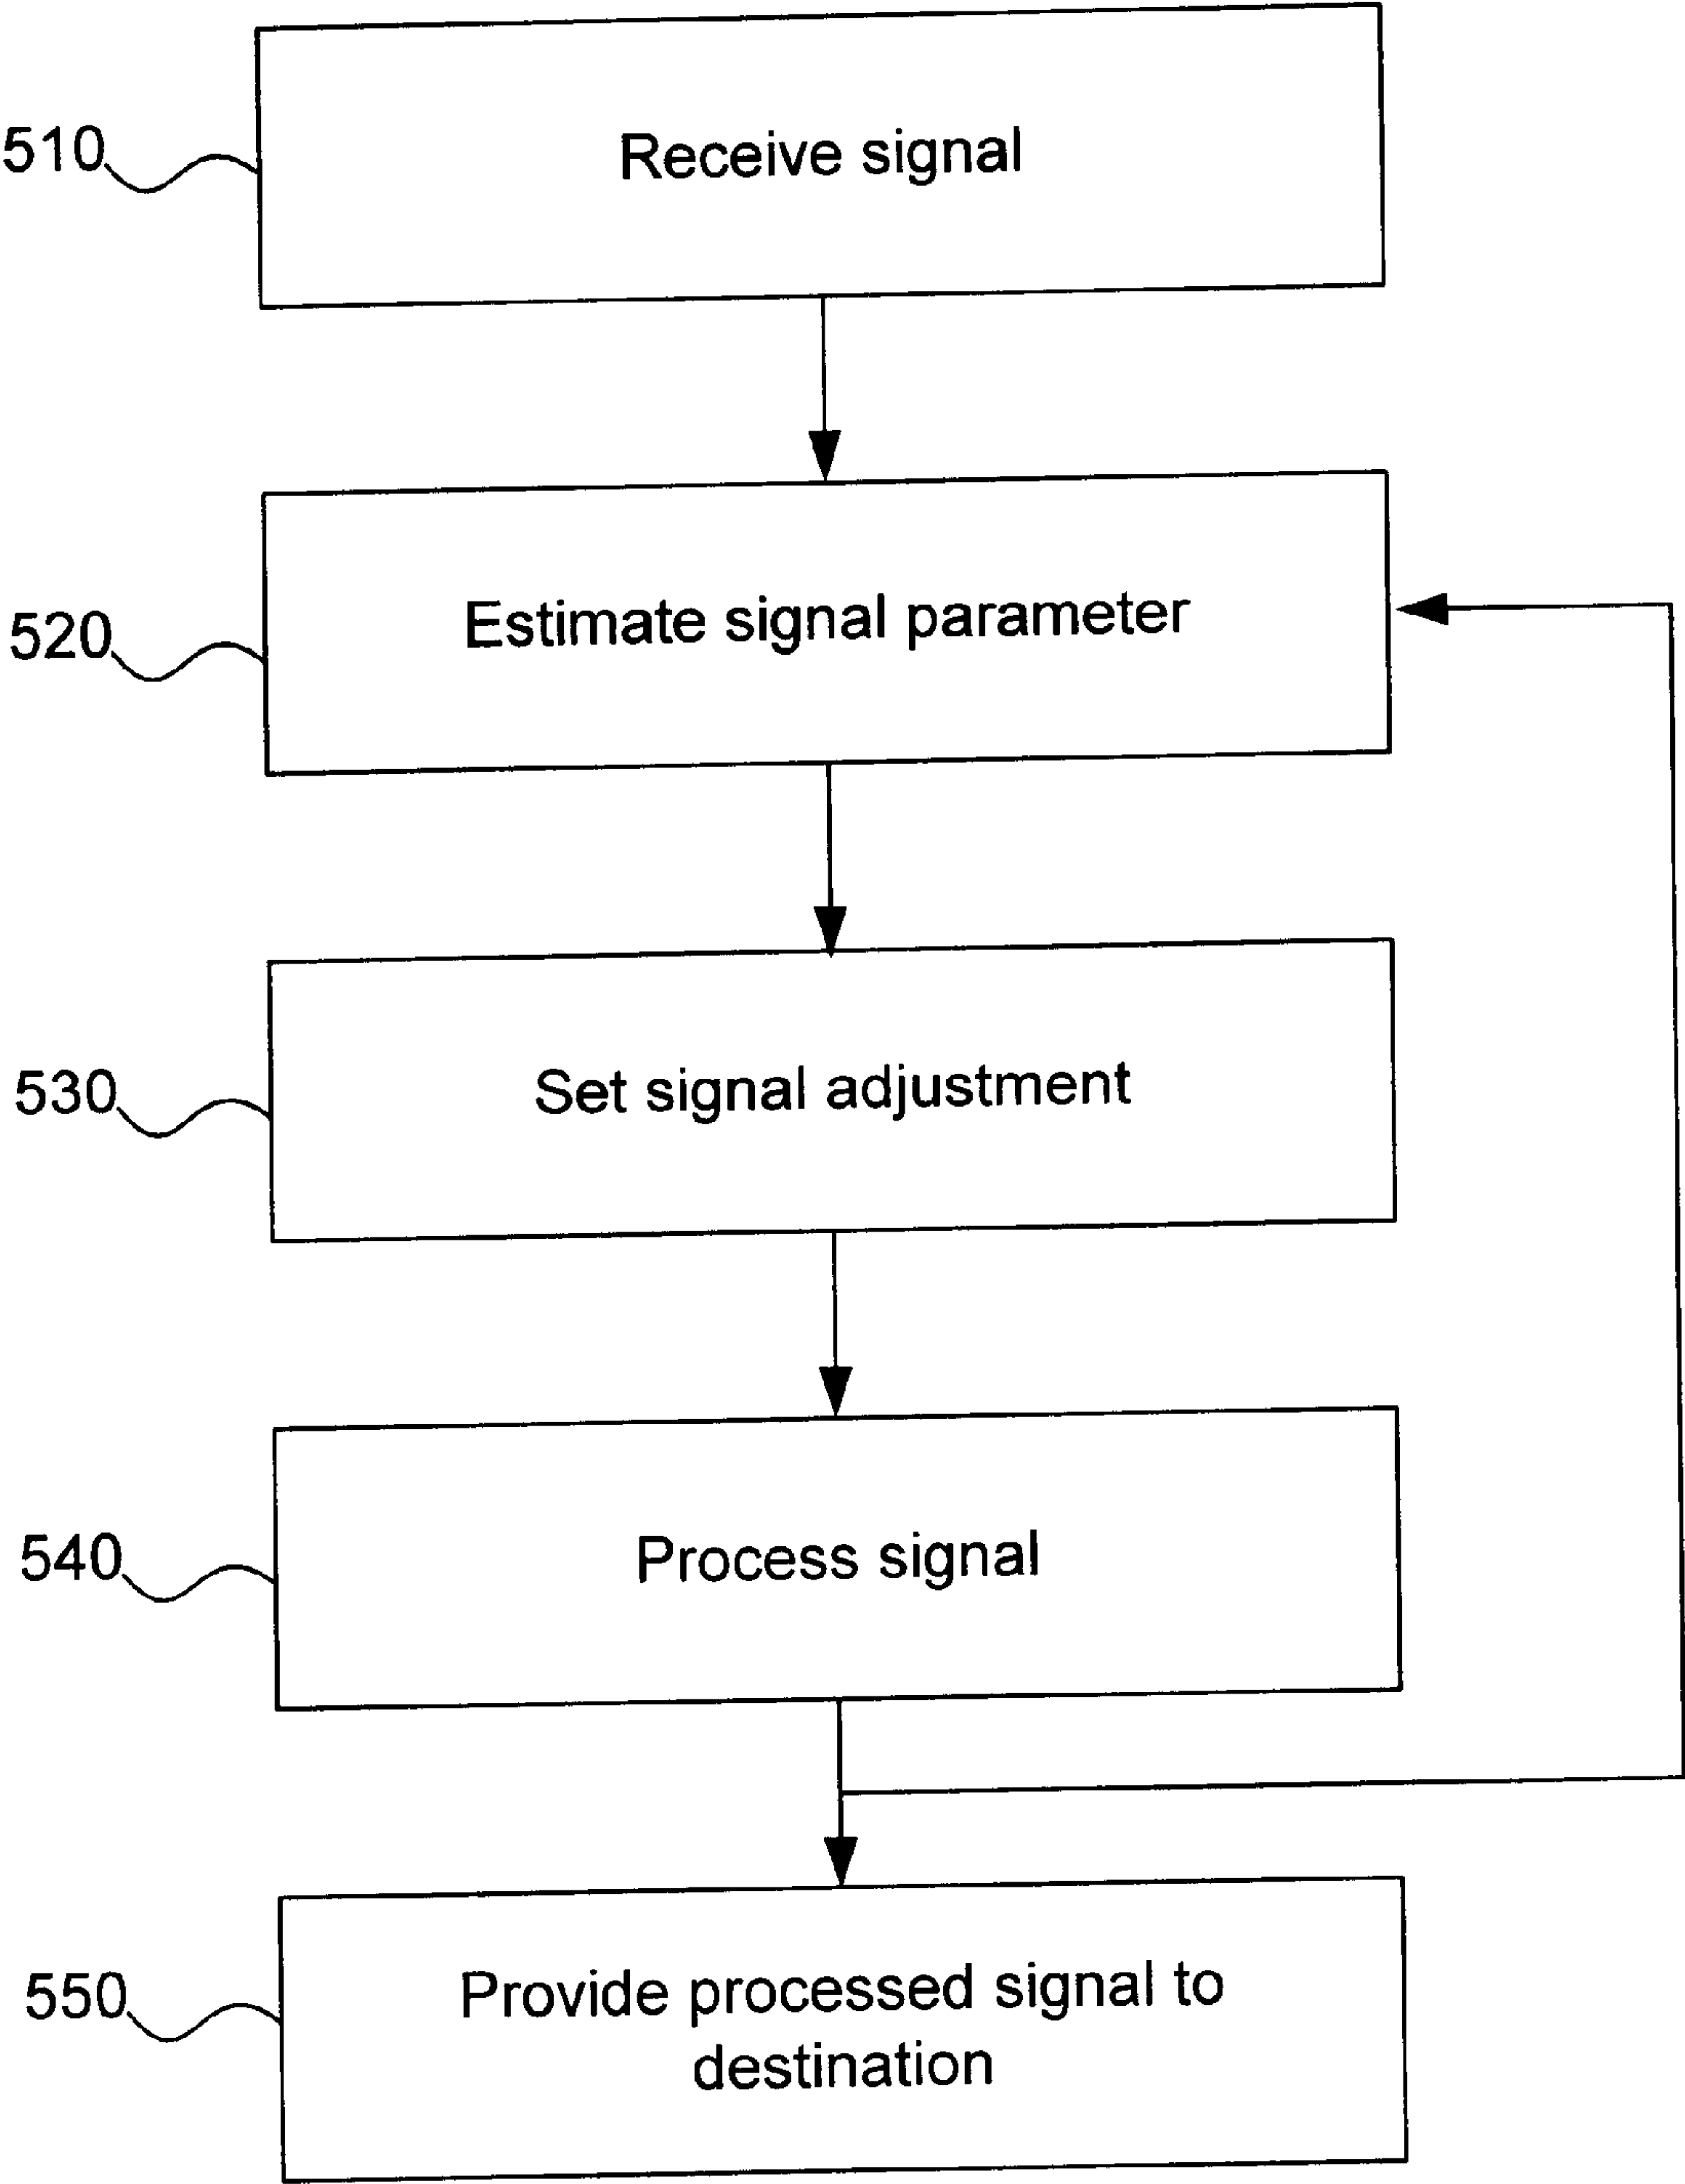 510
Receive signal
520
Estimate signal parameter
530
Set signal adjustment
540
Process signal
550
Provide processed signal to
destination